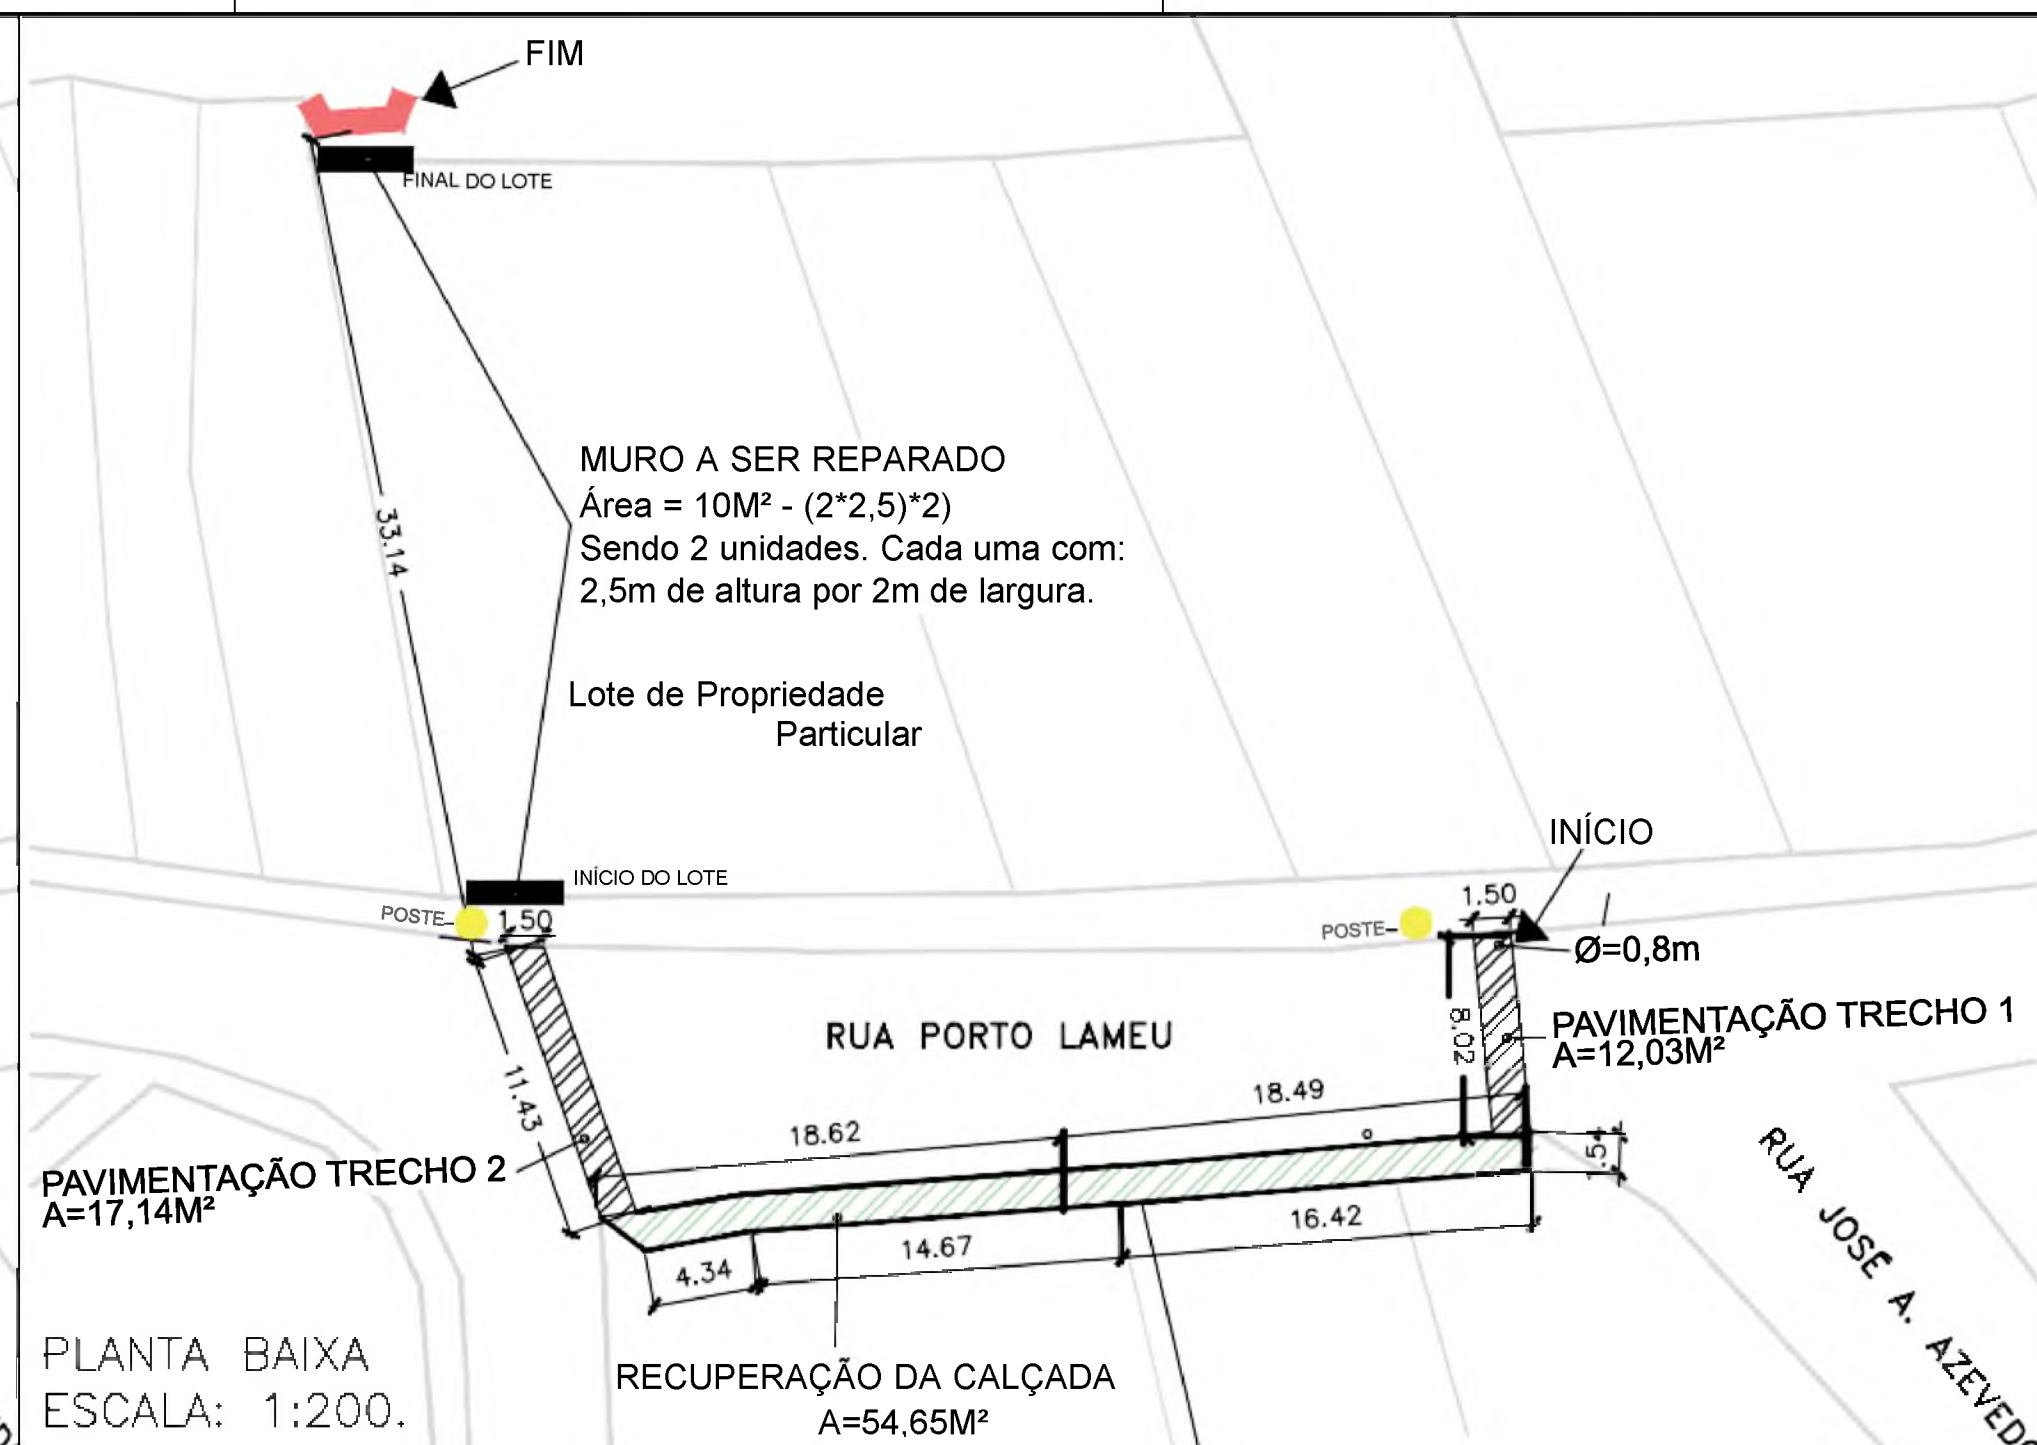 FIM
FINAL DO LOTE
MURO A SER REPARADO
Área = 10M² - (2*2,5)*2)
Sendo 2 unidades. Cada uma com:
2,5m de altura por 2m de largura.
33.14
Lote de Propriedade
Particular
INÍCIO
INÍCIO DO LOTE
POSTE
1.50
POSTE
1.50
Ø=0,8m
RUA PORTO LAMEU
8.02
PAVIMENTAÇÃO TRECHO 1
A=12,03M²
11.43
18.62
18.49
1.54
PAVIMENTAÇÃO TRECHO 2
A=17,14M²
4.34
14.67
16.42
RUA JOSE A. AZEVEDO
PLANTA BAIXA
ESCALA: 1:200.
RECUPERAÇÃO DA CALÇADA
A=54,65M²